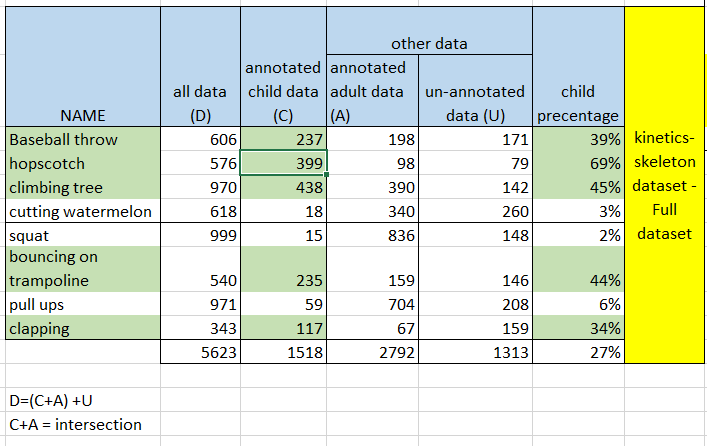 other data
NAME all data (D) annotated child data (C) annotated adult data (A) un-annotated data (U) child precentage
Baseball throw 606 237 198 171 39%
hopscotch 576 399 98 79 69%
climbing tree 970 438 390 142 45%
cutting watermelon 618 18 340 260 3%
squat 999 15 836 148 2%
bouncing on
trampoline 540 235 159 146 44%
pull ups 971 59 704 208 6%
clapping 343 117 67 159 34%
5623 1518 2792 1313 27%
kinetics-
skeleton
dataset -
Full
dataset
D=(C+A) +U
C+A = intersection